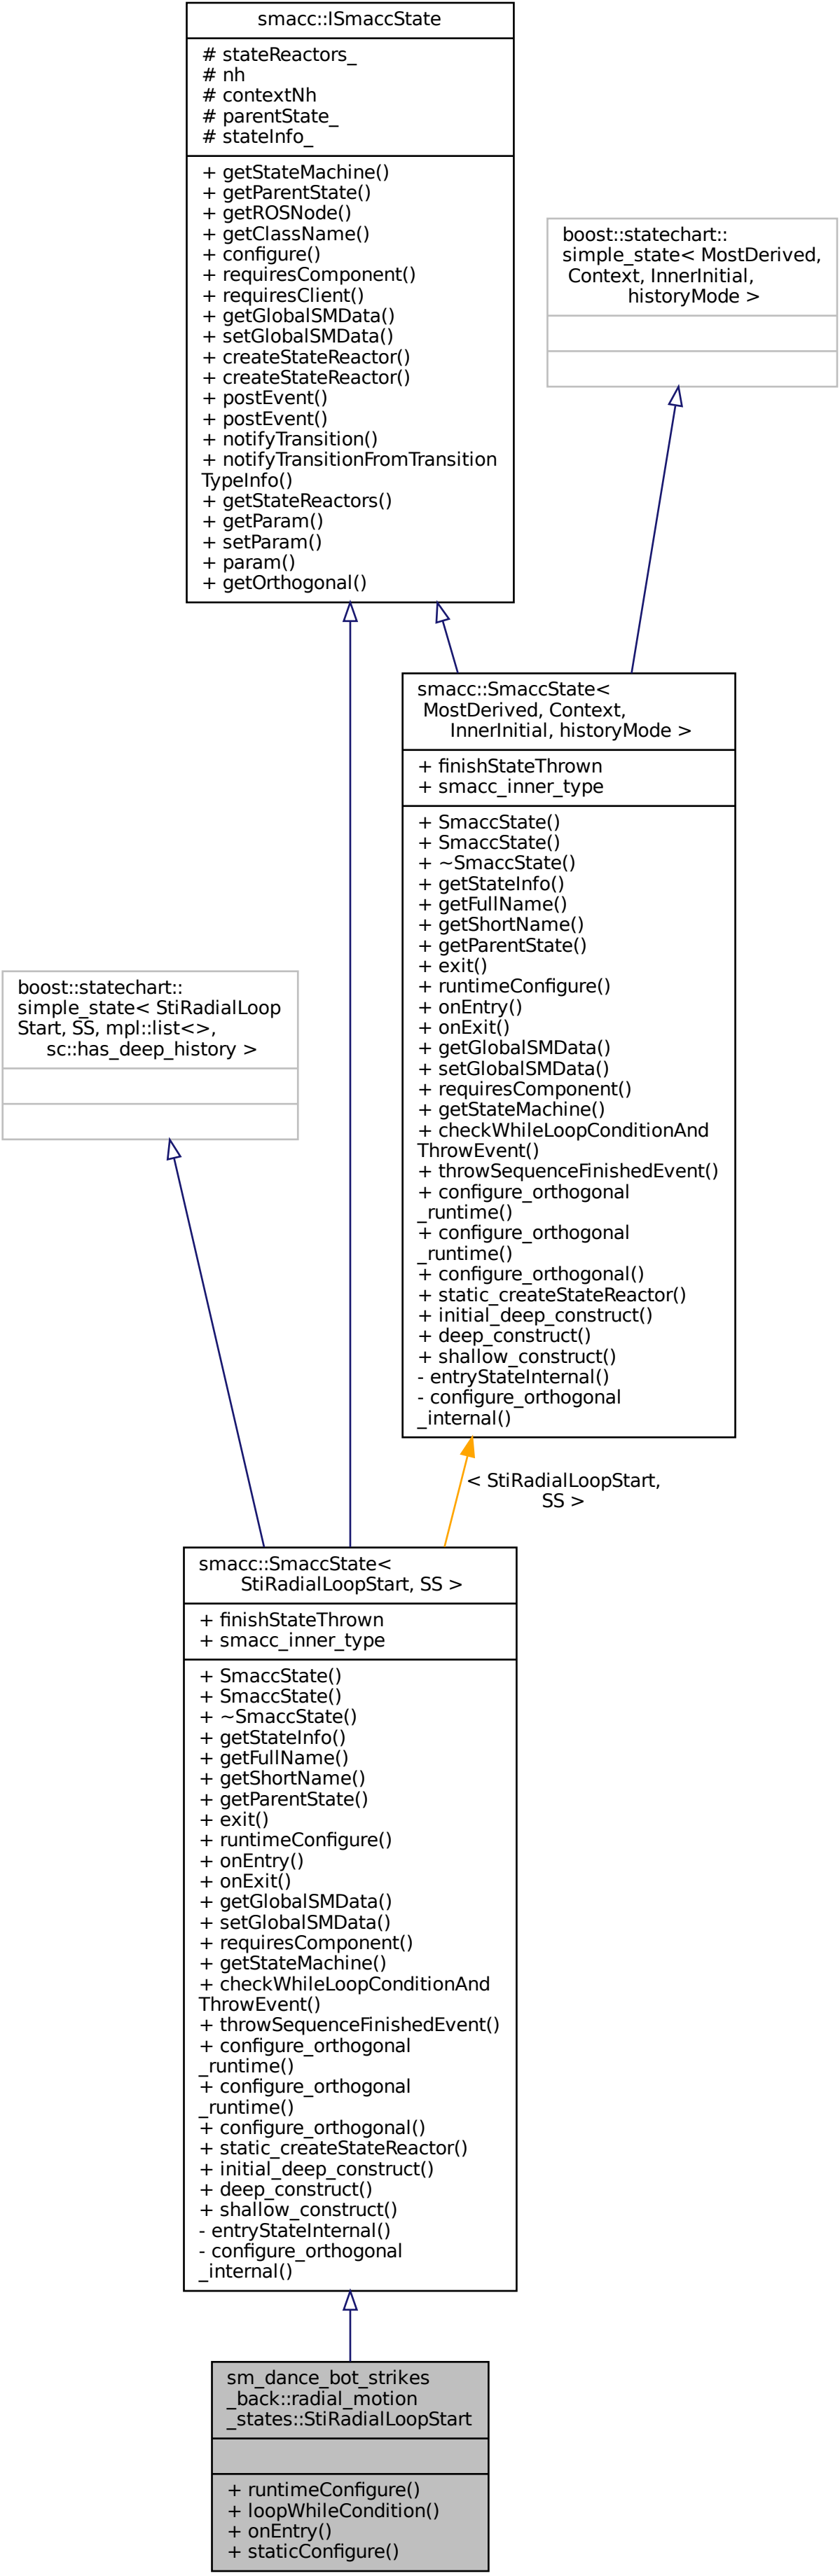 smacc::ISmaccState
# stateReactors_
# nh
# contextNh
# parentState_
# stateInfo_
+ getStateMachine()
+ getParentState()
+ getROSNode()
+ getClassName()
+ configure()
+ requiresComponent()
+ requiresClient()
+ getGlobalSMData()
+ setGlobalSMData()
+ createStateReactor()
+ createStateReactor()
+ postEvent()
+ postEvent()
+ notifyTransition()
+ notifyTransitionFromTransition
TypeInfo()
+ getStateReactors()
+ getParam()
+ setParam()
+ param()
+ getOrthogonal()
boost::statechart::
simple_state< MostDerived,
Context, InnerInitial,
historyMode >
smacc::SmaccState<
MostDerived, Context,
InnerInitial, historyMode >
+ finishStateThrown
+ smacc_inner_type
+ SmaccState()
+ SmaccState()
+ ~SmaccState()
+ getStateInfo()
+ getFullName()
+ getShortName()
+ getParentState()
+ exit()
+ runtimeConfigure()
+ onEntry()
+ onExit()
+ getGlobalSMData()
+ setGlobalSMData()
+ requiresComponent()
+ getStateMachine()
+ checkWhileLoopConditionAnd
ThrowEvent()
+ throwSequenceFinishedEvent()
+ configure_orthogonal
_runtime()
+ configure_orthogonal
_runtime()
+ configure_orthogonal()
+ static_createStateReactor()
+ initial_deep_construct()
+ deep_construct()
+ shallow_construct()
- entryStateInternal()
- configure_orthogonal
_internal()
boost::statechart::
simple_state< StiRadialLoop
Start, SS, mpl::list<>,
sc::has_deep_history >
< StiRadialLoopStart,
SS >
smacc::SmaccState<
StiRadialLoopStart, SS >
+ finishStateThrown
+ smacc_inner_type
+ SmaccState()
+ SmaccState()
+ ~SmaccState()
+ getStateInfo()
+ getFullName()
+ getShortName()
+ getParentState()
+ exit()
+ runtimeConfigure()
+ onEntry()
+ onExit()
+ getGlobalSMData()
+ setGlobalSMData()
+ requiresComponent()
+ getStateMachine()
+ checkWhileLoopConditionAnd
ThrowEvent()
+ throwSequenceFinishedEvent()
+ configure_orthogonal
_runtime()
+ configure_orthogonal
_runtime()
+ configure_orthogonal()
+ static_createStateReactor()
+ initial_deep_construct()
+ deep_construct()
+ shallow_construct()
- entryStateInternal()
- configure_orthogonal
_internal()
sm_dance_bot_strikes
_back::radial_motion
_states::StiRadialLoopStart
+ runtimeConfigure()
+ loopWhileCondition()
+ onEntry()
+ staticConfigure()